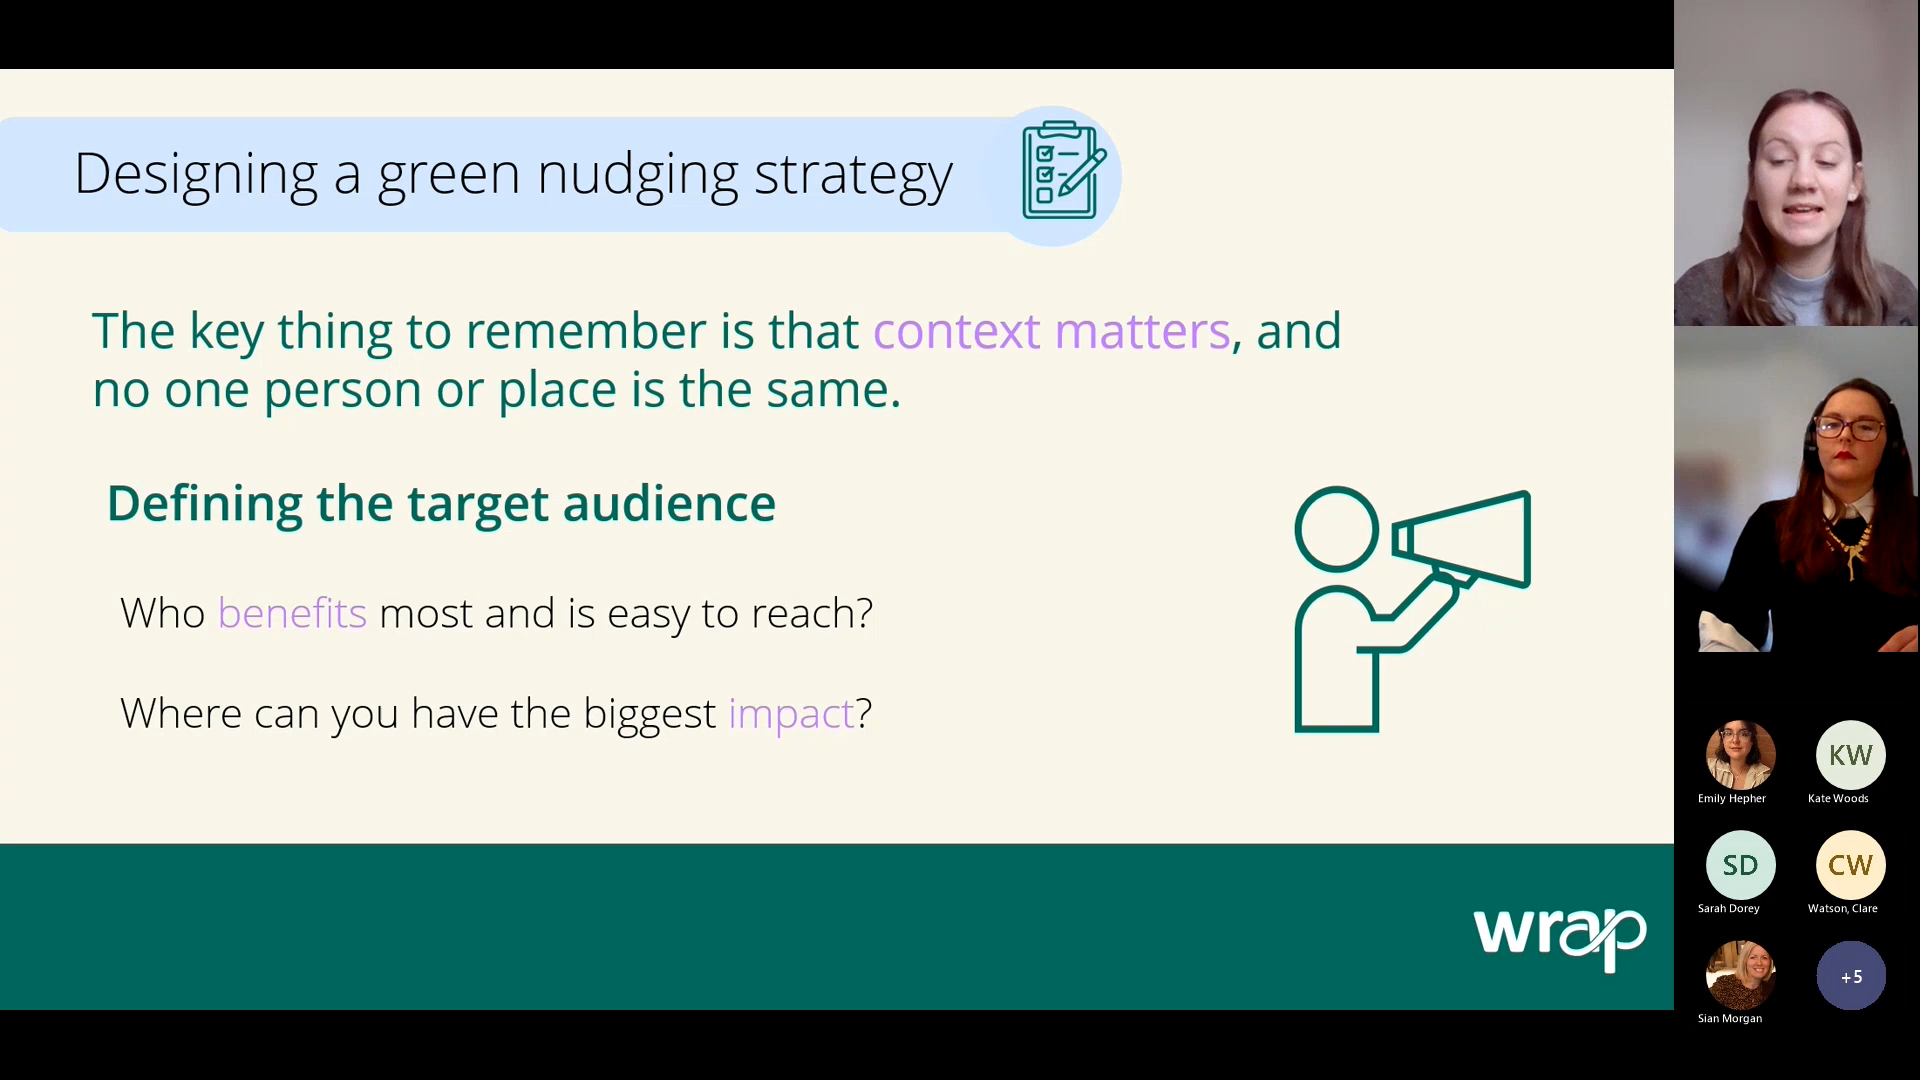 Designing a green nudging strategy
The key thing to remember is that context matters, and
no one person or place is the same.
Defining the target audience
Who benefits most and is easy to reach?
Where can you have the biggest impact?
wrap
KW
Emily Hepher
Kate Woods
SD
CW
Sarah Dorey
Watson, Clare
+5
Sian Morgan